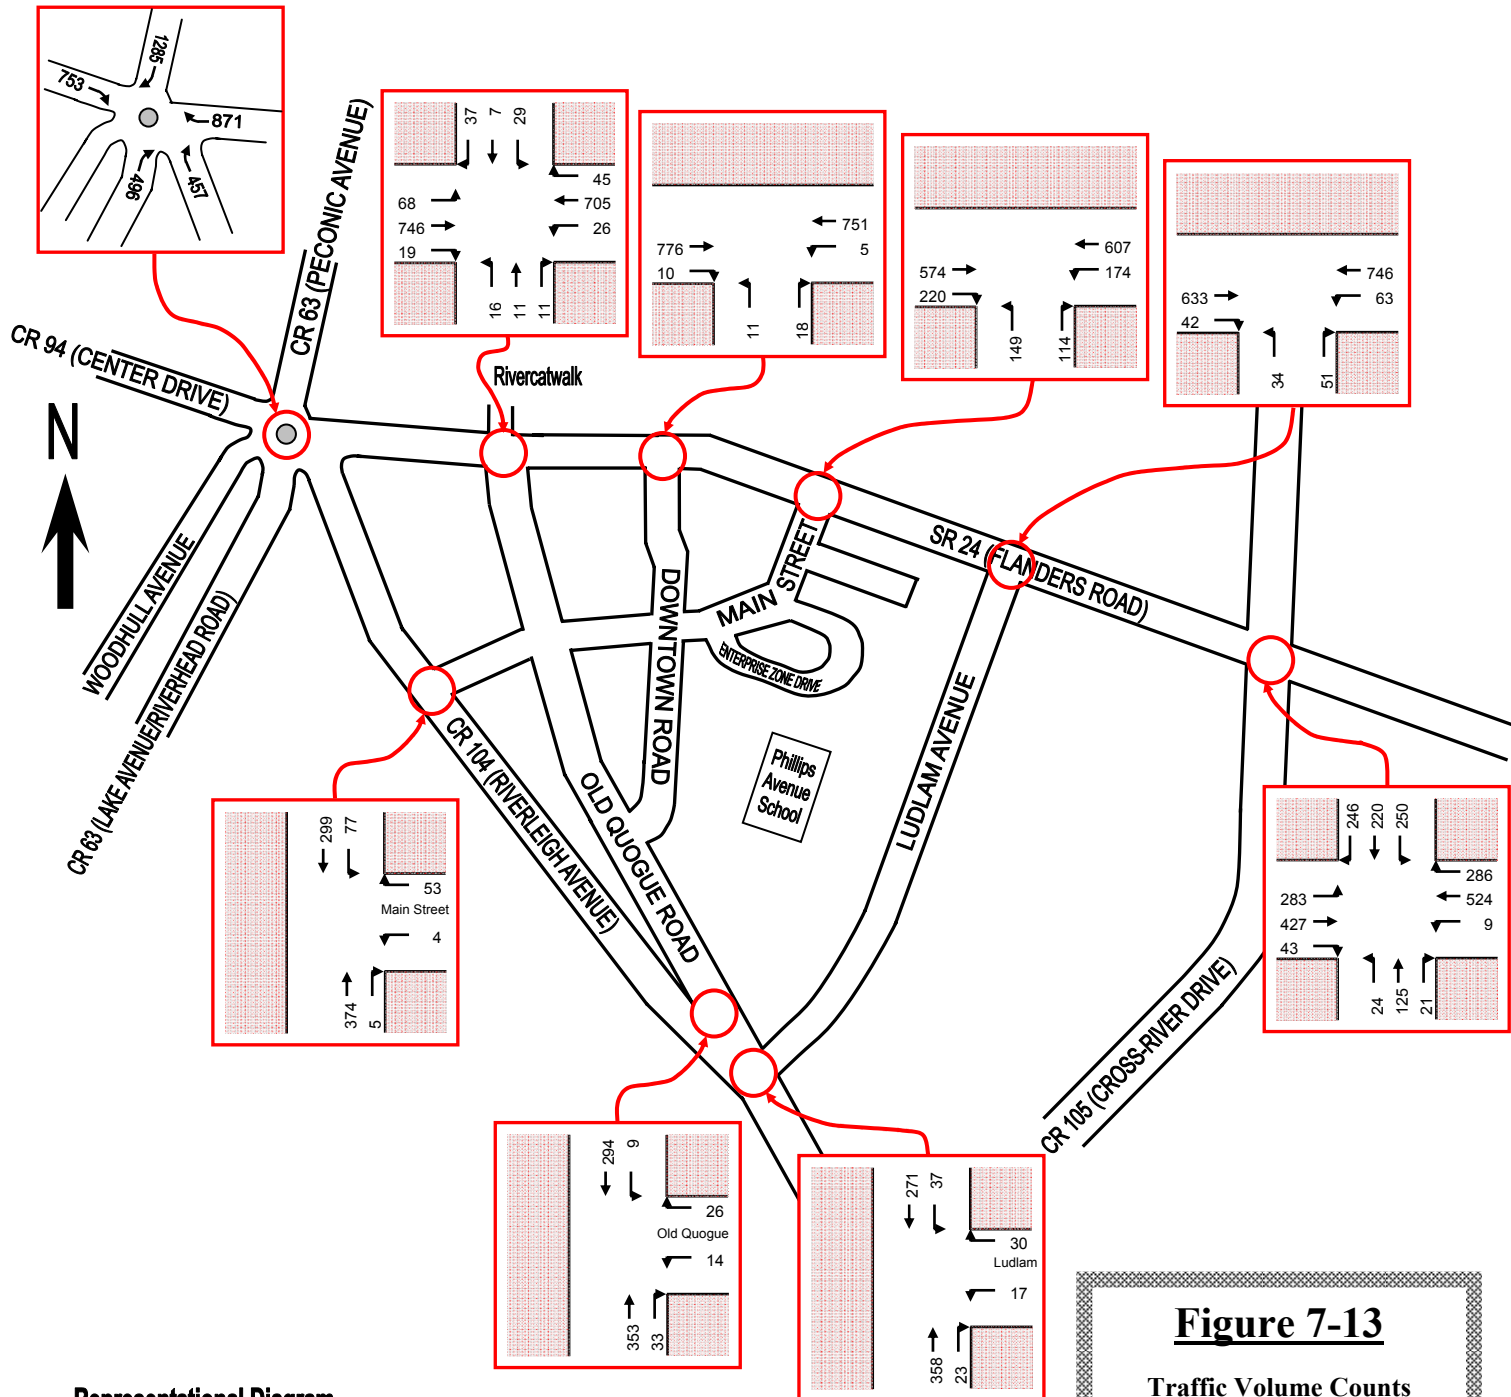 1285
753
871
496
457
37 7 29
68
746
19
45
705
26
16 11 11
776
10
751
5
11 18
574
220
607
174
149 114
633
42
746
63
34 51
CR 63 (PECONIC AVENUE)
CR 94 (CENTER DRIVE)
Rivercatwalk
N
WOODHULL AVENUE
CR 63 (LAKE AVENUE/RIVERHEAD ROAD)
SR 24 (FLANDERS ROAD)
MAIN STREET
ENTERPRISE ZONE DRIVE
DOWNTOWN ROAD
Phillips
Avenue
School
LUDLAM AVENUE
CR 104 (RIVERLEIGH AVENUE)
OLD QUOGUE ROAD
CR 105 (CROSS-RIVER DRIVE)
299 77
53
Main Street
4
374 5
246 220 250
283
427
43
286
524
9
24 125 21
294 9
26
Old Quogue
14
353 33
271 37
30
Ludlam
17
358 23
Figure 7-13
Traffic Volume Counts
Representational Diagram